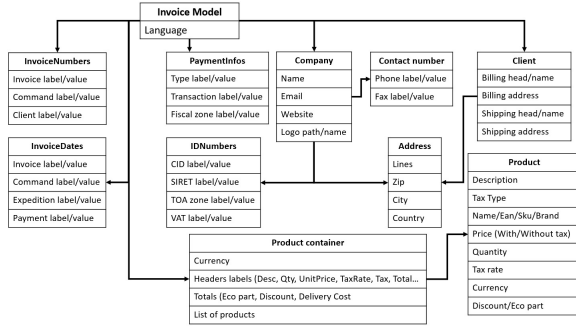 Invoice Model
Language
InvoiceNumbers
Invoice label/value
Command label/value
Client label/value
PaymentInfos
Type label/value
Transaction label/value
Fiscal zone label/value
Company
Name
Email
Website
Logo path/name
Contact number
Phone label/value
Fax label/value
Client
Billing head/name
Billing address
Shipping head/name
Shipping address
InvoiceDates
Invoice label/value
Command label/value
Expedition label/value
Payment label/value
IDNumbers
CID label/value
SIRET label/value
TOA zone label/value
VAT label/value
Address
Lines
Zip
City
Country
Product
Description
Tax Type
Name/Ean/Sku/Brand
Price (With/Without tax)
Quantity
Tax rate
Currency
Discount/Eco part
Product container
Currency
Headers labels (Desc, Qty, UnitPrice, TaxRate, Tax, Total...
Totals (Eco part, Discount, Delivery Cost
List of products